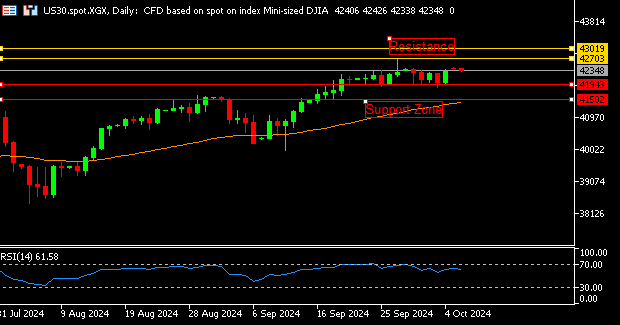 US30.spot.XGX, Daily: CFD based on spot on index Mini-sized DJIA 42406 42426 42338 42348 0
43814
Resistance
43019
42703
42348
41943
41502
Support Zone
40970
40022
39074
38126
RSI(14) 61.58
100.00
70.00
30.00
0.00
31 Jul 2024 9 Aug 2024 19 Aug 2024 28 Aug 2024 6 Sep 2024 16 Sep 2024 25 Sep 2024 4 Oct 2024